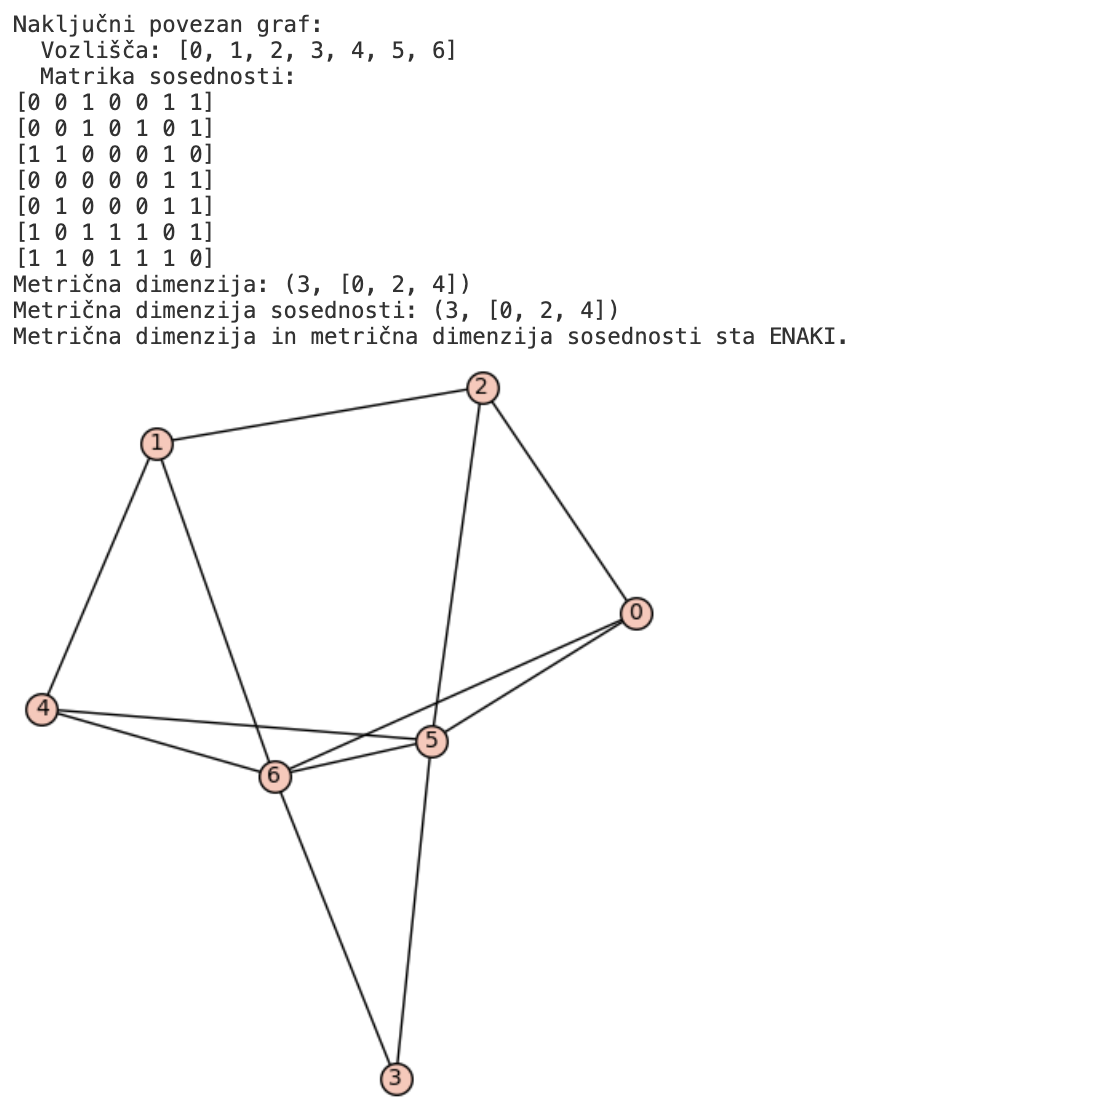 Naključni povezan graf:
Vozlišča: [0, 1, 2, 3, 4, 5, 6]
Matrika sosednosti:
[0 0 1 0 0 1 1]
[0 0 1 0 1 0 1]
[1 1 0 0 0 1 0]
[0 0 0 0 0 1 1]
[0 1 0 0 0 1 1]
[1 0 1 1 1 0 1]
[1 1 0 1 1 1 0]
Metrična dimenzija: (3, [0, 2, 4])
Metrična dimenzija sosednosti: (3, [0, 2, 4])
Metrična dimenzija in metrična dimenzija sosednosti sta ENAKI.
2
1
0
4
5
6
3